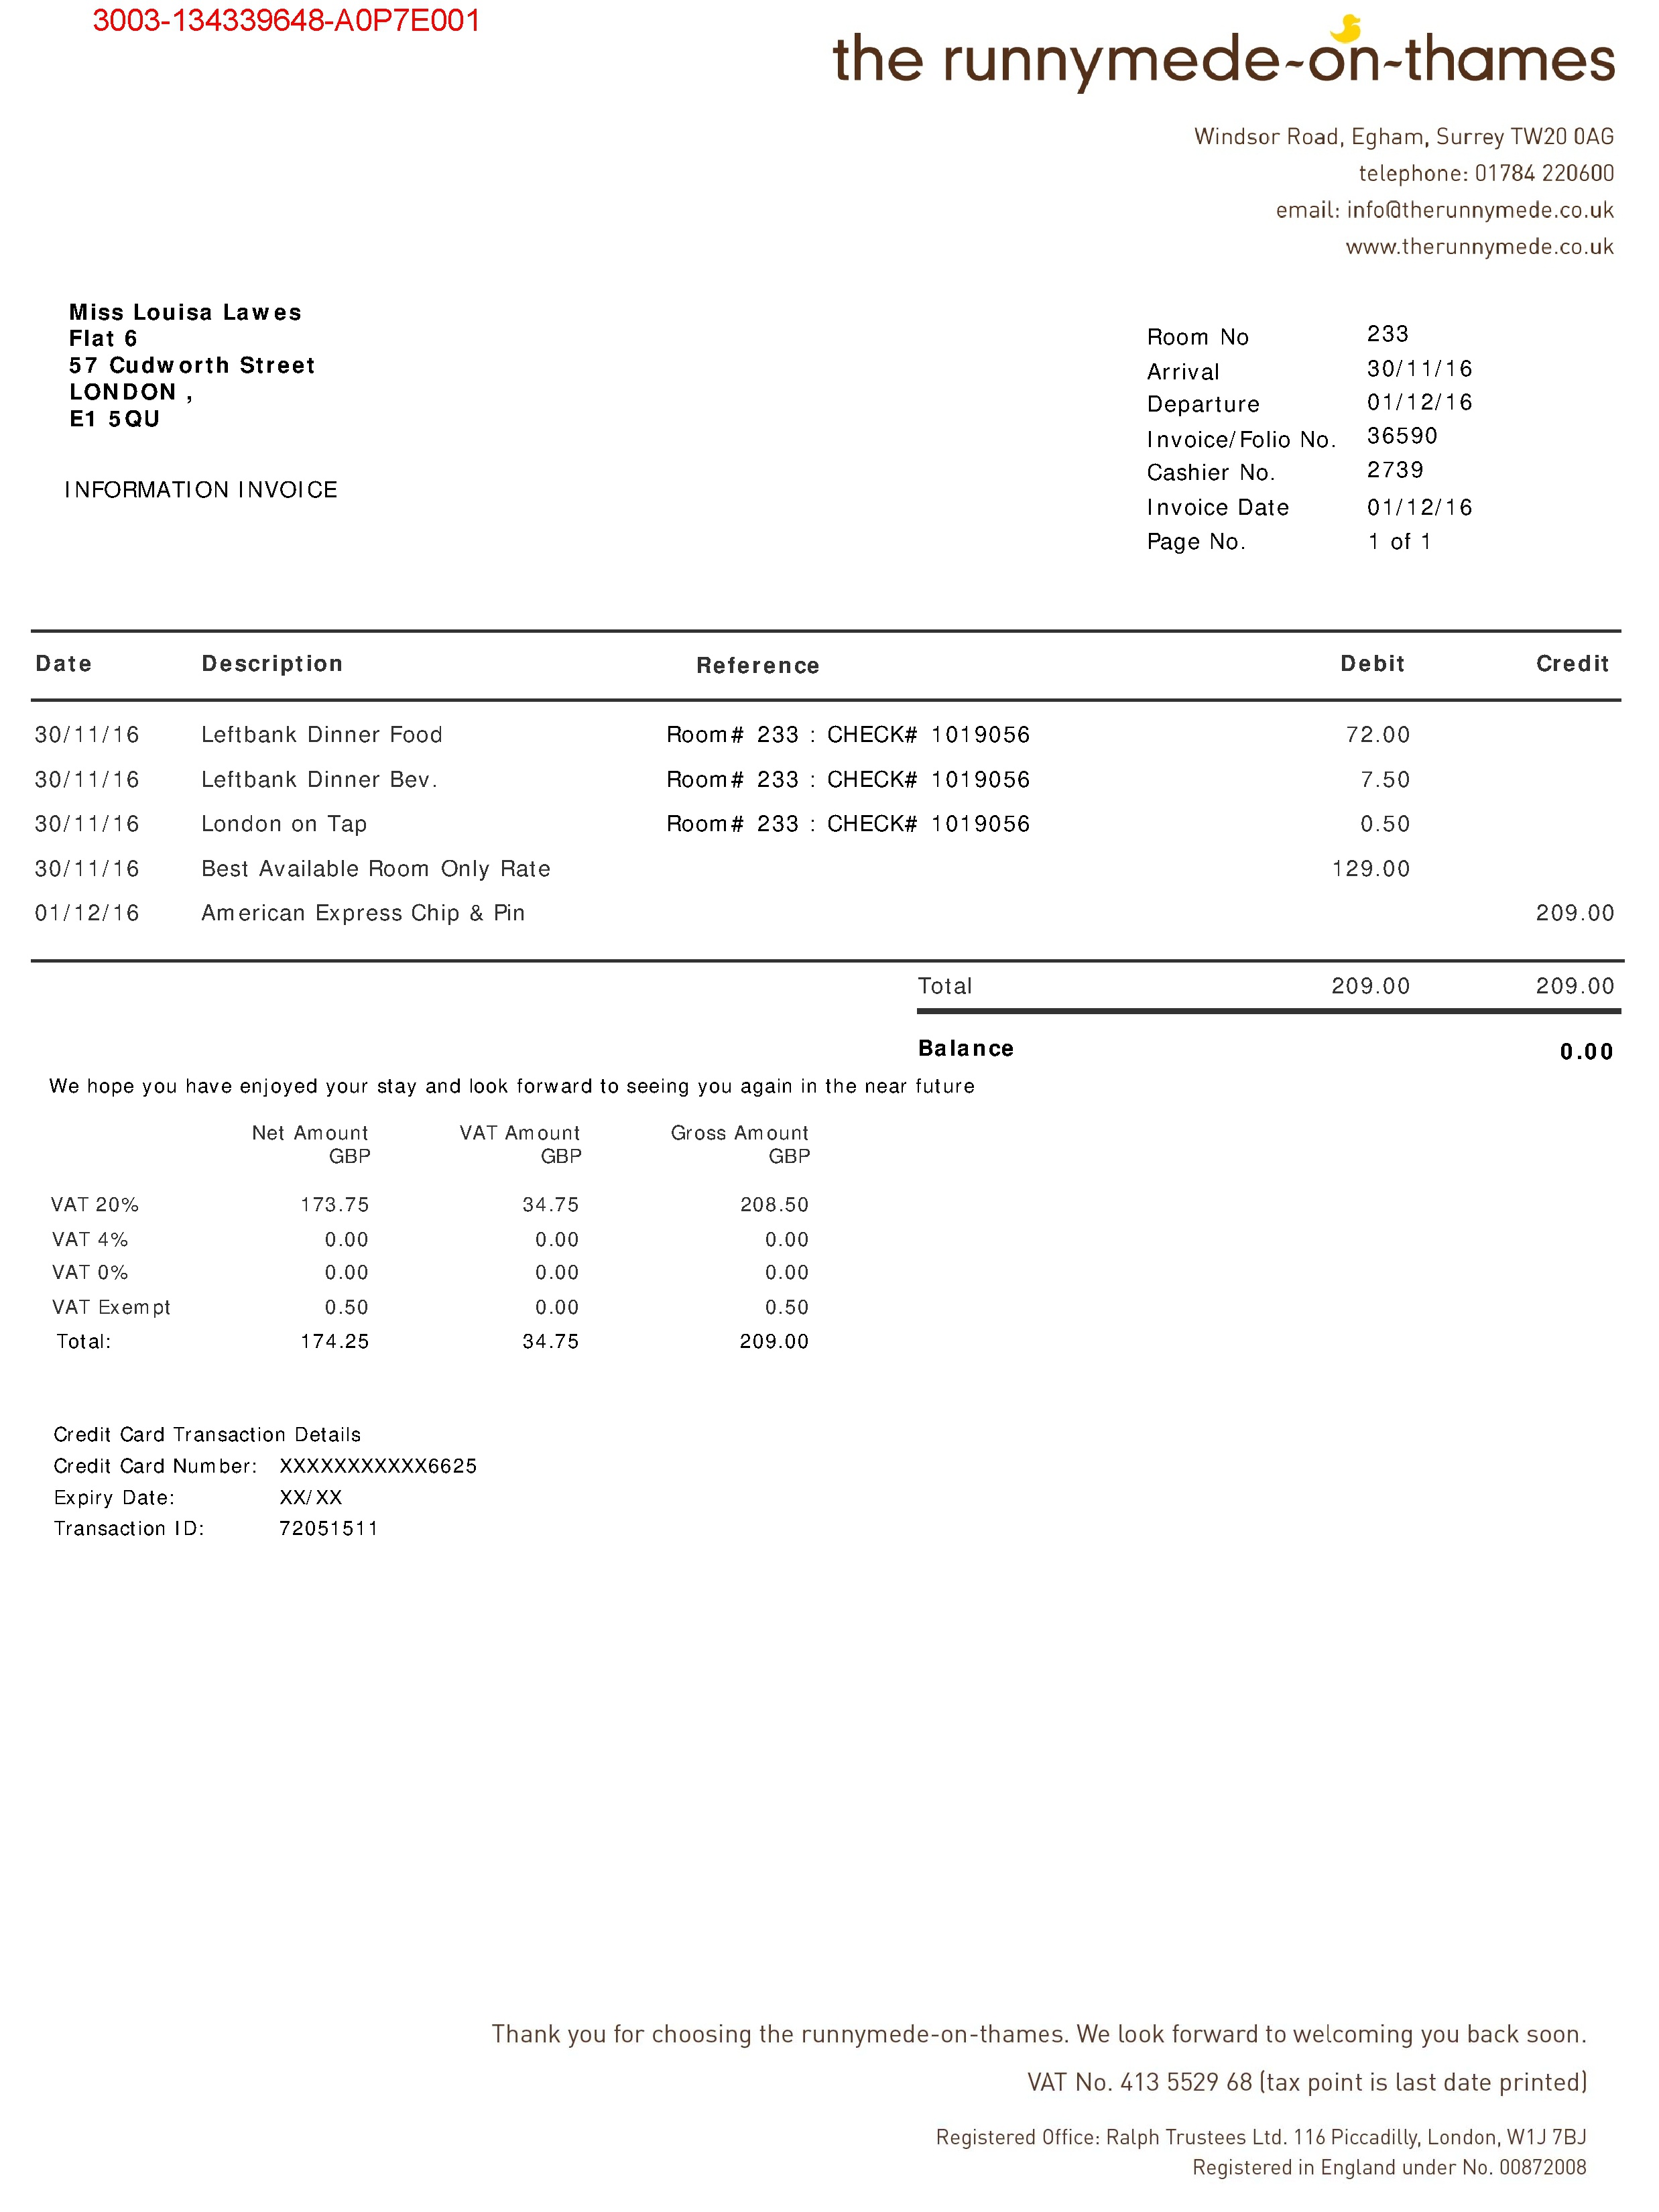 3003-134339648-A0P7E001
the runnymede~on~thames
Windsor Road, Egham, Surrey TW20 0AG
telephone: 01784 220600
email: info@therunnymede.co.uk
www.therunnymede.co.uk
Miss Louisa Lawes
Flat 6
57 Cudworth Street
LONDON ,
E1 5QU
INFORMATION INVOICE
Room No 233
Arrival 30/11/16
Departure 01/12/16
Invoice/Folio No. 36590
Cashier No. 2739
Invoice Date 01/12/16
Page No. 1 of 1
Date Description Reference Debit Credit
30/11/16 Leftbank Dinner Food Room# 233 : CHECK# 1019056 72.00
30/11/16 Leftbank Dinner Bev. Room# 233 : CHECK# 1019056 7.50
30/11/16 London on Tap Room# 233 : CHECK# 1019056 0.50
30/11/16 Best Available Room Only Rate 129.00
01/12/16 American Express Chip & Pin 209.00
Total 209.00 209.00
Balance 0.00
We hope you have enjoyed your stay and look forward to seeing you again in the near future
Net Amount VAT Amount Gross Amount
GBP GBP GBP
VAT 20% 173.75 34.75 208.50
VAT 4% 0.00 0.00 0.00
VAT 0% 0.00 0.00 0.00
VAT Exempt 0.50 0.00 0.50
Total: 174.25 34.75 209.00
Credit Card Transaction Details
Credit Card Number: XXXXXXXXXXX6625
Expiry Date: XX/XX
Transaction ID: 72051511
Thank you for choosing the runnymede-on-thames. We look forward to welcoming you back soon.
VAT No. 413 5529 68 (tax point is last date printed)
Registered Office: Ralph Trustees Ltd. 116 Piccadilly, London, W1J 7BJ
Registered in England under No. 00872008